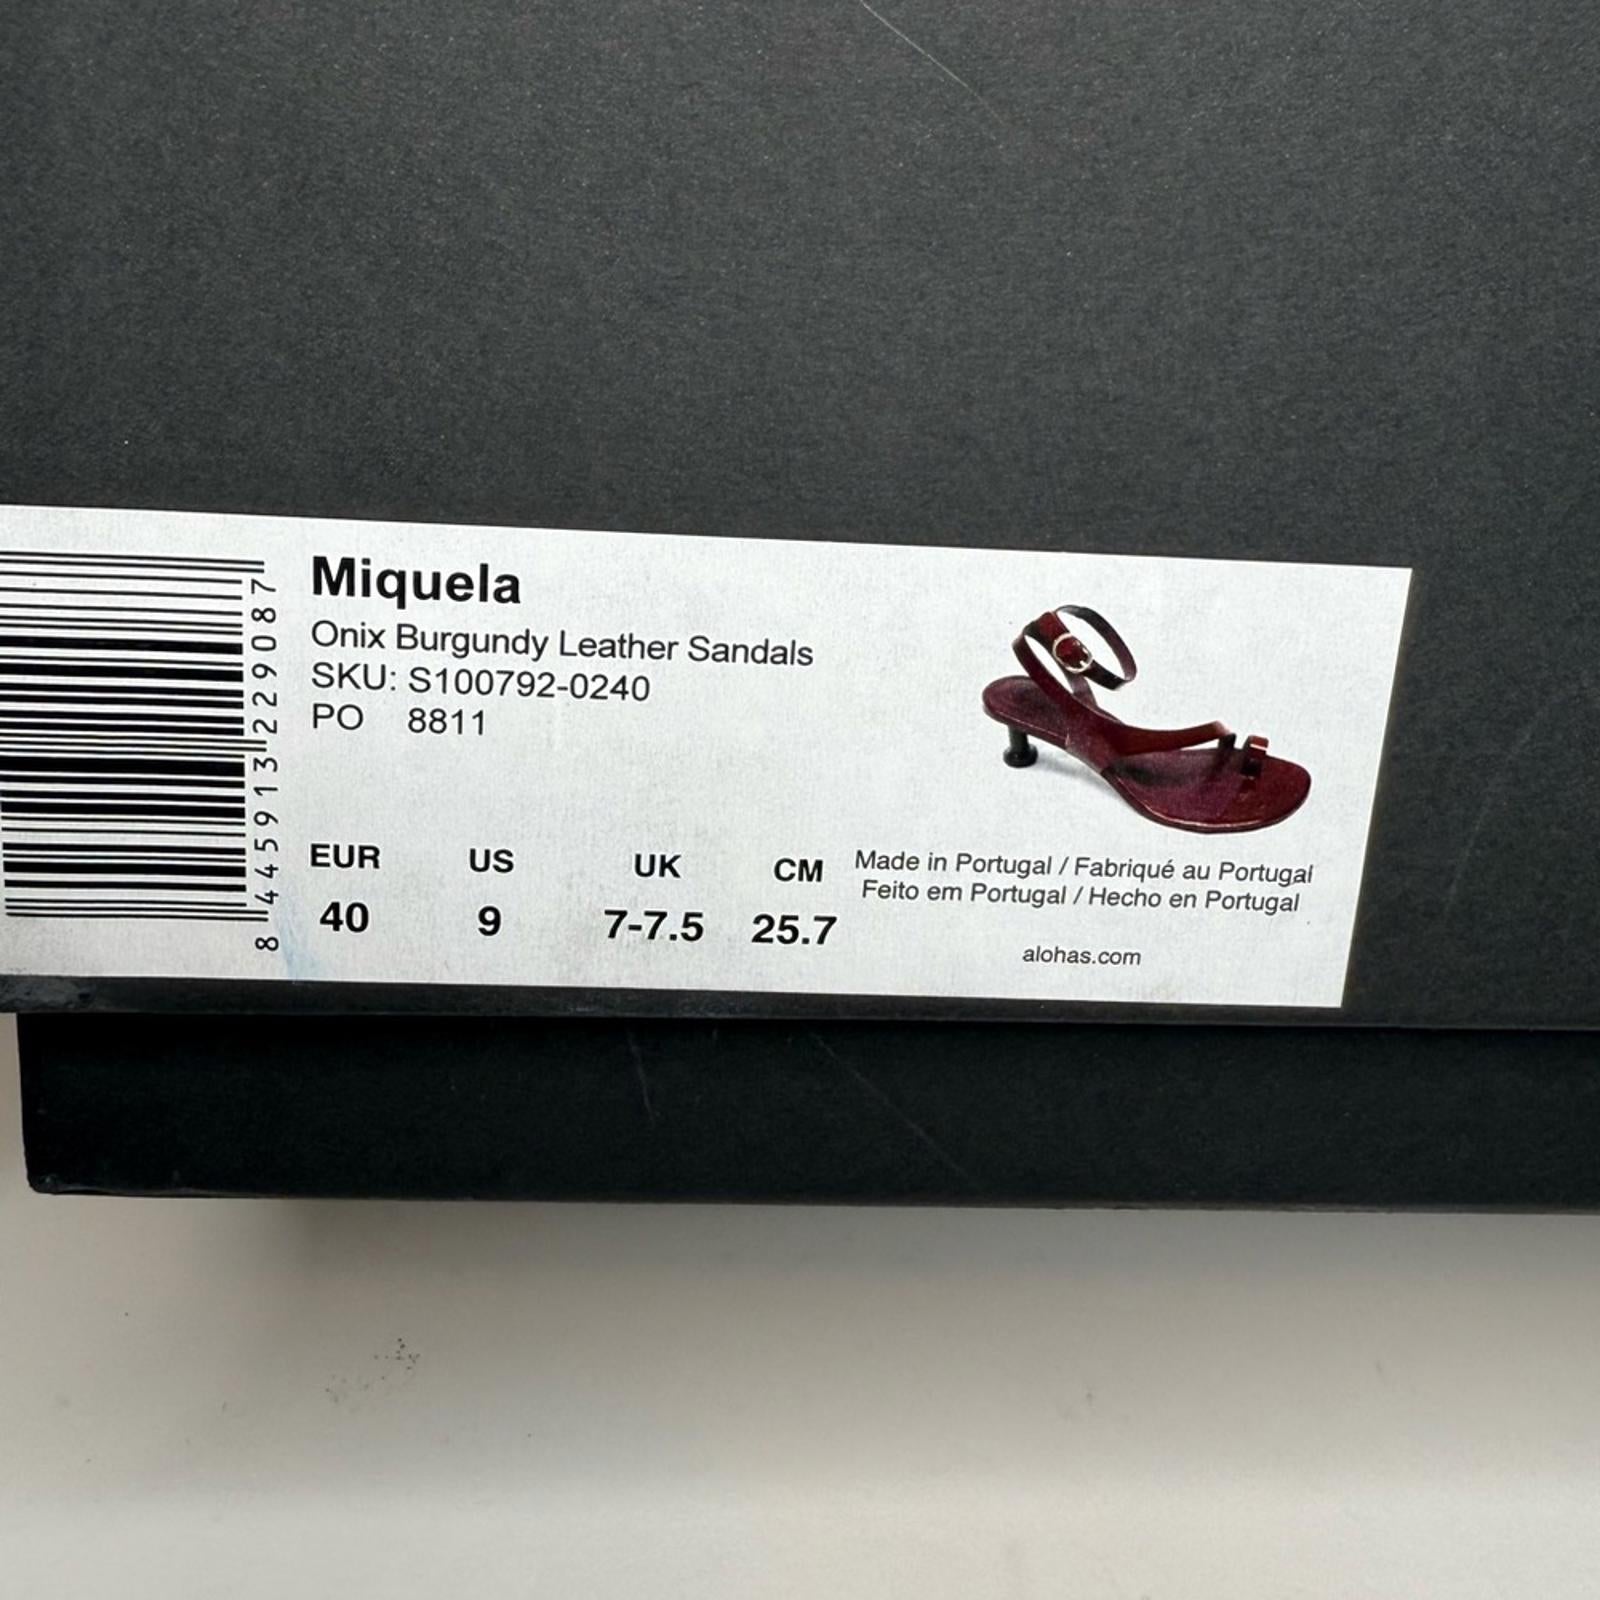 Miquela
Onix Burgundy Leather Sandals
SKU: S100792-0240
PO 8811
EUR US UK CM
40 9 7-7.5 25.7
Made in Portugal / Fabriqué au Portugal
Feito em Portugal / Hecho en Portugal
alohas.com
8 445913 229087